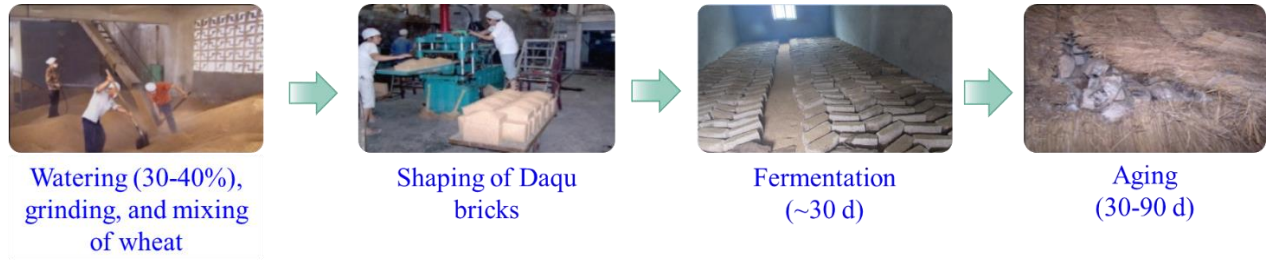 Watering (30-40%),
grinding, and mixing
of wheat
Shaping of Daqu
bricks
Fermentation
(~30 d)
Aging
(30-90 d)